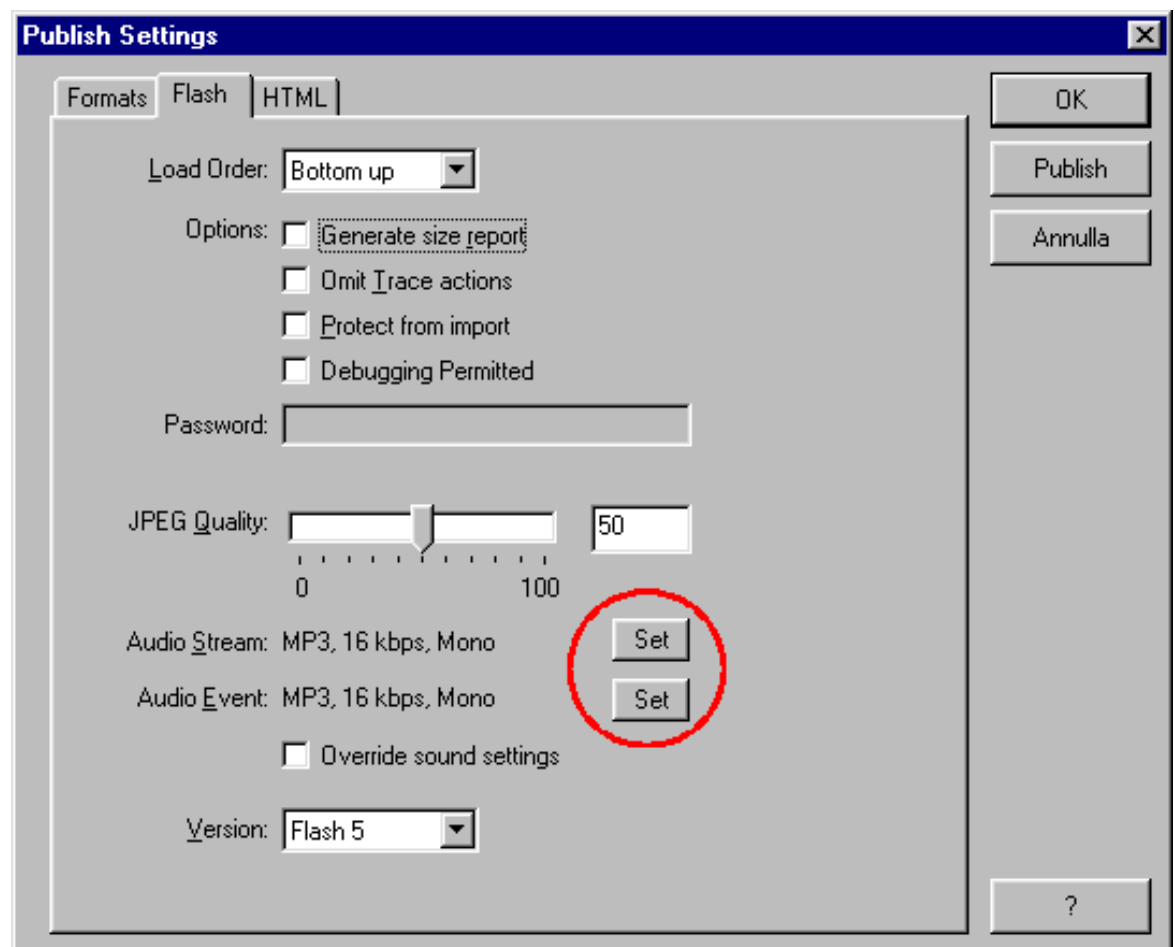 Publish Settings
Formats Flash HTML
OK
Publish
Annulla
Load Order: Bottom up
Options: Generate size report
Omit Trace actions
Protect from import
Debugging Permitted
Password:
JPEG Quality: 50
0 100
Audio Stream: MP3, 16 kbps, Mono Set
Audio Event: MP3, 16 kbps, Mono Set
Override sound settings
Version: Flash 5
?